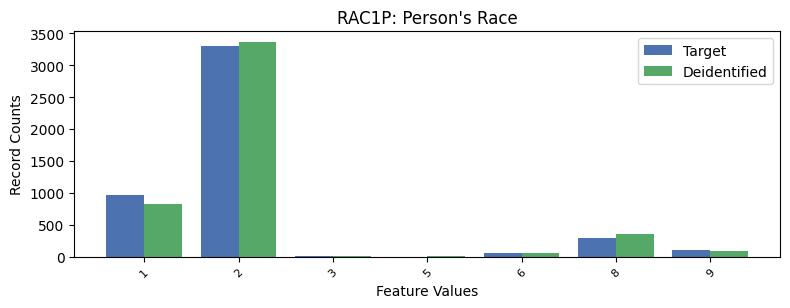 RAC1P: Person's Race
Record Counts
3500
3000
2500
2000
1500
1000
500
0
Target
Deidentified
1 2 3 5 6 8 9
Feature Values